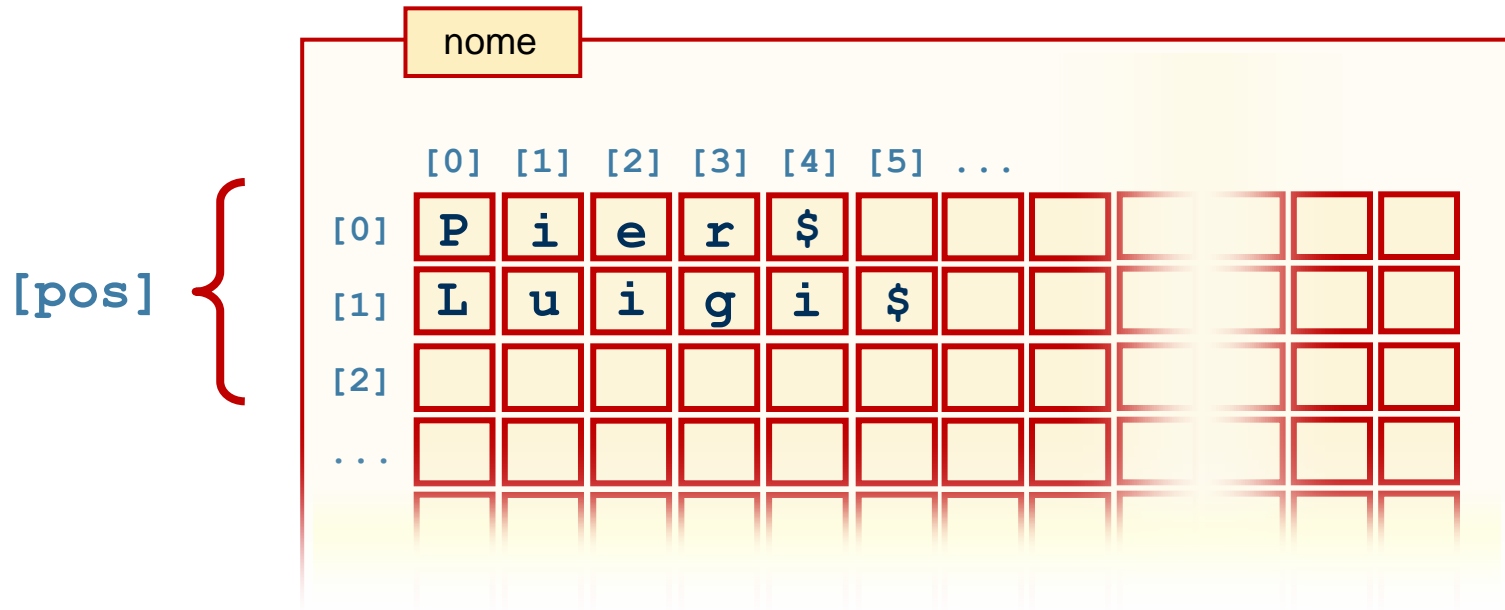 nome
[0] [1] [2] [3] [4] [5] ...
[0] P i e r $
[pos]
[1] L u i g i $
[2]
...